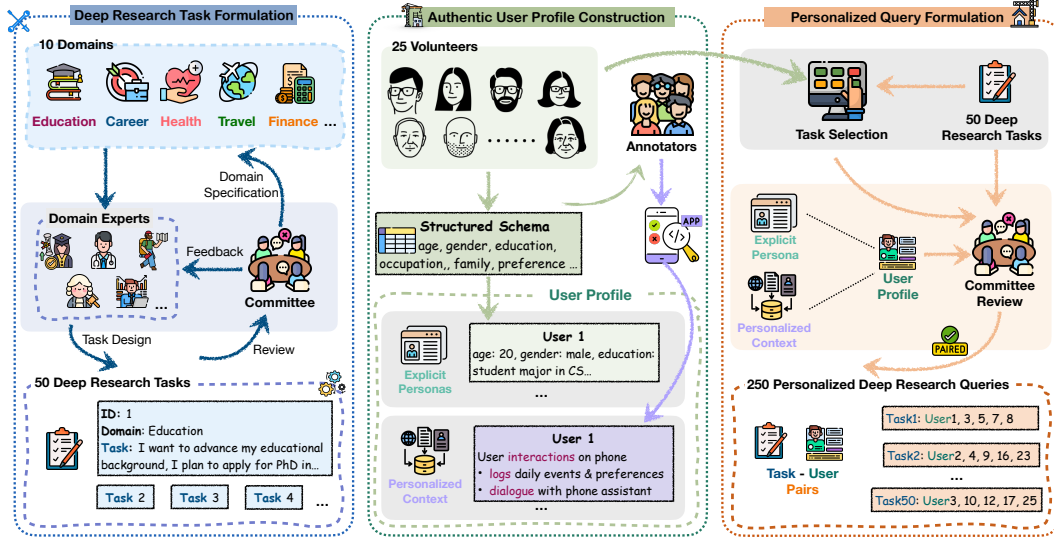 Deep Research Task Formulation
10 Domains
Education
Career
Health
Travel
Finance ...
Domain
Specification
Domain Experts
...
Feedback
Committee
Task Design
Review
50 Deep Research Tasks
ID: 1
Domain: Education
Task: I want to advance my educational
background, I plan to apply for PhD in...
Task 2
Task 3
Task 4
...
Authentic User Profile Construction
25 Volunteers
......
Annotators
Structured Schema
age, gender, education,
occupation,, family, preference ...
APP
User Profile
Explicit
Personas
User 1
age: 20, gender: male, education:
student major in CS...
...
Personalized
Context
User 1
User interactions on phone
• logs daily events & preferences
• dialogue with phone assistant
...
Personalized Query Formulation
Task Selection
50 Deep
Research Tasks
Explicit
Persona
User
Profile
Personalized
Context
Committee
Review
PAIRED
250 Personalized Deep Research Queries
Task - User
Pairs
Task1: User1, 3, 5, 7, 8
Task2: User2, 4, 9, 16, 23
...
Task50: User3, 10, 12, 17, 25